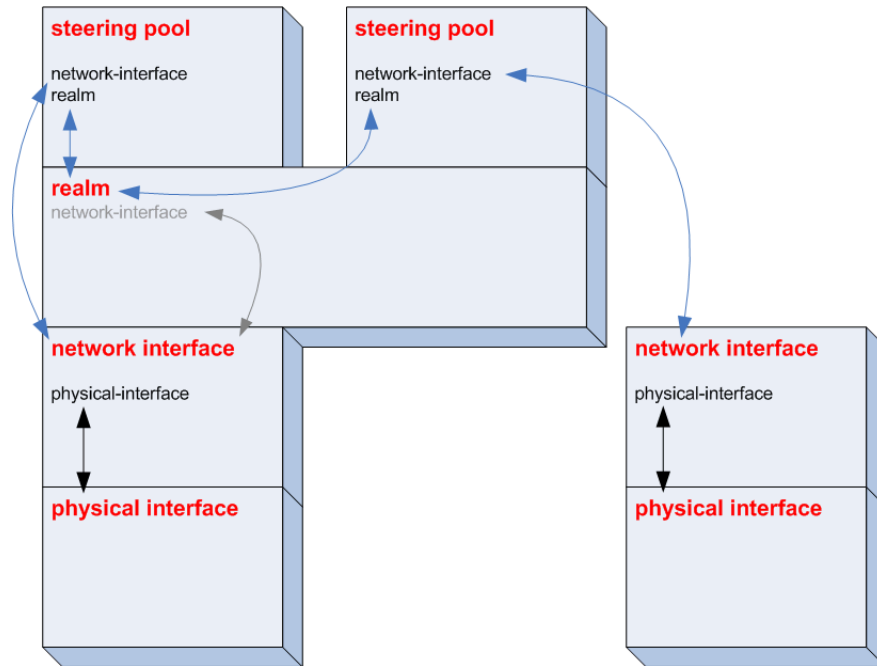 steering pool
network-interface
realm
steering pool
network-interface
realm
realm
network-interface
network interface
physical-interface
physical interface
network interface
physical-interface
physical interface